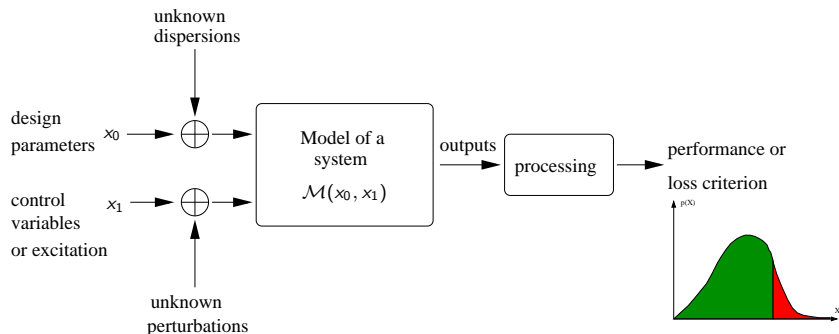 unknown
dispersions
design
parameters
x₀
Model of a
system
ℳ(x₀, x₁)
outputs
processing
performance or
loss criterion
control
variables
or excitation
x₁
unknown
perturbations
p(X)
x